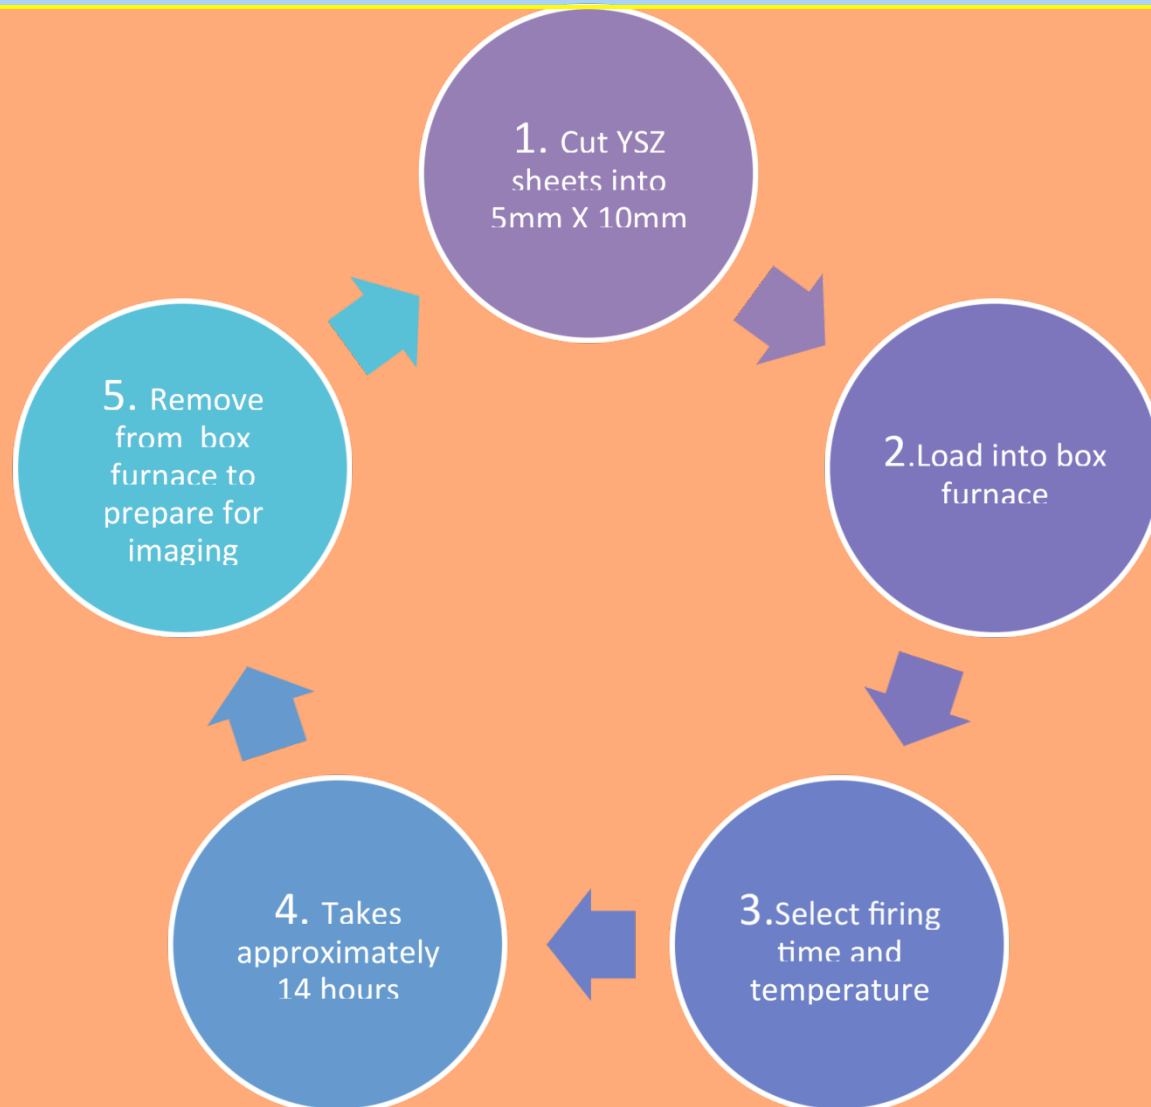 1. Cut YSZ
sheets into
5mm X 10mm
2.Load into box
furnace
3.Select firing
time and
temperature
4. Takes
approximately
14 hours
5. Remove
from box
furnace to
prepare for
imaging